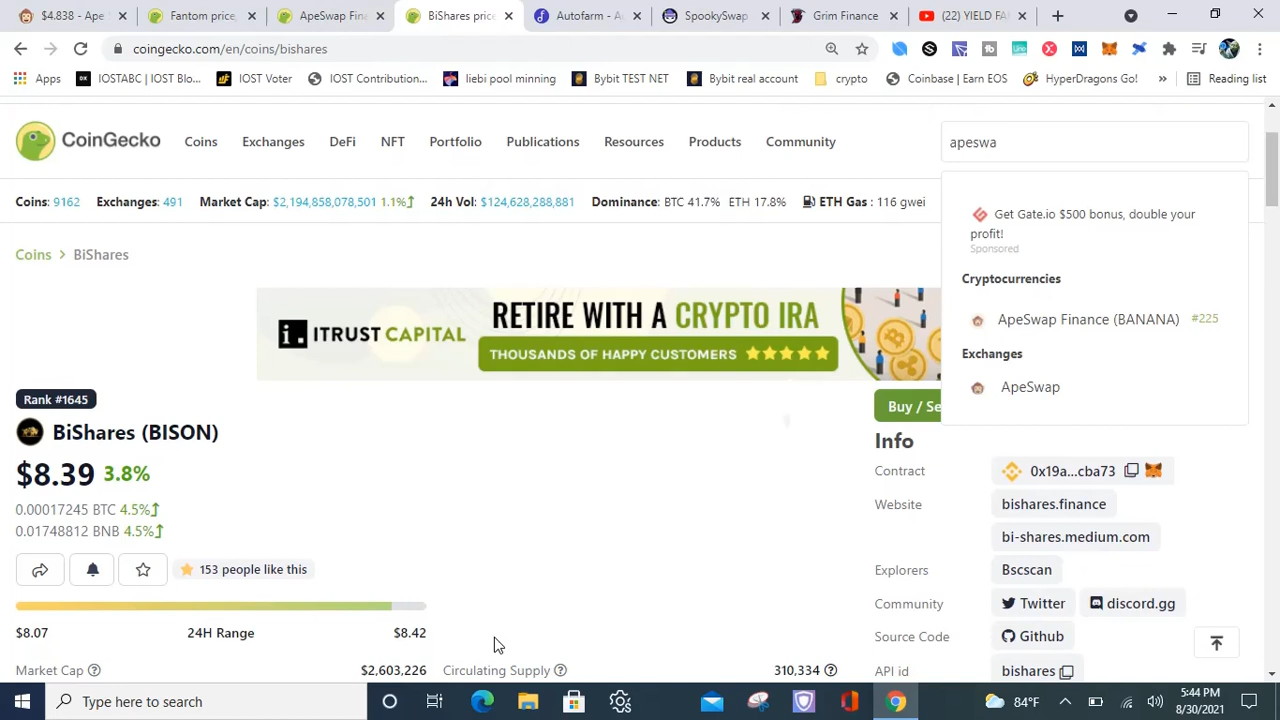 $4.838 - Ape
Fantom price,
ApeSwap Finan
BiShares price
Autofarm - Au
SpookySwap
Grim Finance
(22) YIELD FAR
coingecko.com/en/coins/bishares
Apps
IOSTABC | IOST Blo...
IOST Voter
IOST Contribution...
liebi pool minning
Bybit TEST NET
Bybit real account
crypto
Coinbase | Earn EOS
HyperDragons Go!
»
Reading list
CoinGecko
Coins
Exchanges
DeFi
NFT
Portfolio
Publications
Resources
Products
Community
apeswa
Coins: 9162
Exchanges: 491
Market Cap: $2,194,858,078,501 1.1%
24h Vol: $124,628,288,881
Dominance: BTC 41.7% ETH 17.8%
ETH Gas : 116 gwei
Get Gate.io $500 bonus, double your
profit!
Sponsored
Cryptocurrencies
ApeSwap Finance (BANANA) #225
Exchanges
ApeSwap
Coins > BiShares
i. ITRUST CAPITAL
RETIRE WITH A CRYPTO IRA
THOUSANDS OF HAPPY CUSTOMERS
Rank #1645
BiShares (BISON)
$8.39 3.8%
0.00017245 BTC 4.5%
0.01748812 BNB 4.5%
153 people like this
$8.07
24H Range
$8.42
Market Cap
$2,603,226
Circulating Supply
310,334
Buy / Se
Info
Contract
0x19a...cba73
Website
bishares.finance
bi-shares.medium.com
Explorers
Bscscan
Community
Twitter
discord.gg
Source Code
Github
API id
bishares
Type here to search
84°F
5:44 PM
8/30/2021